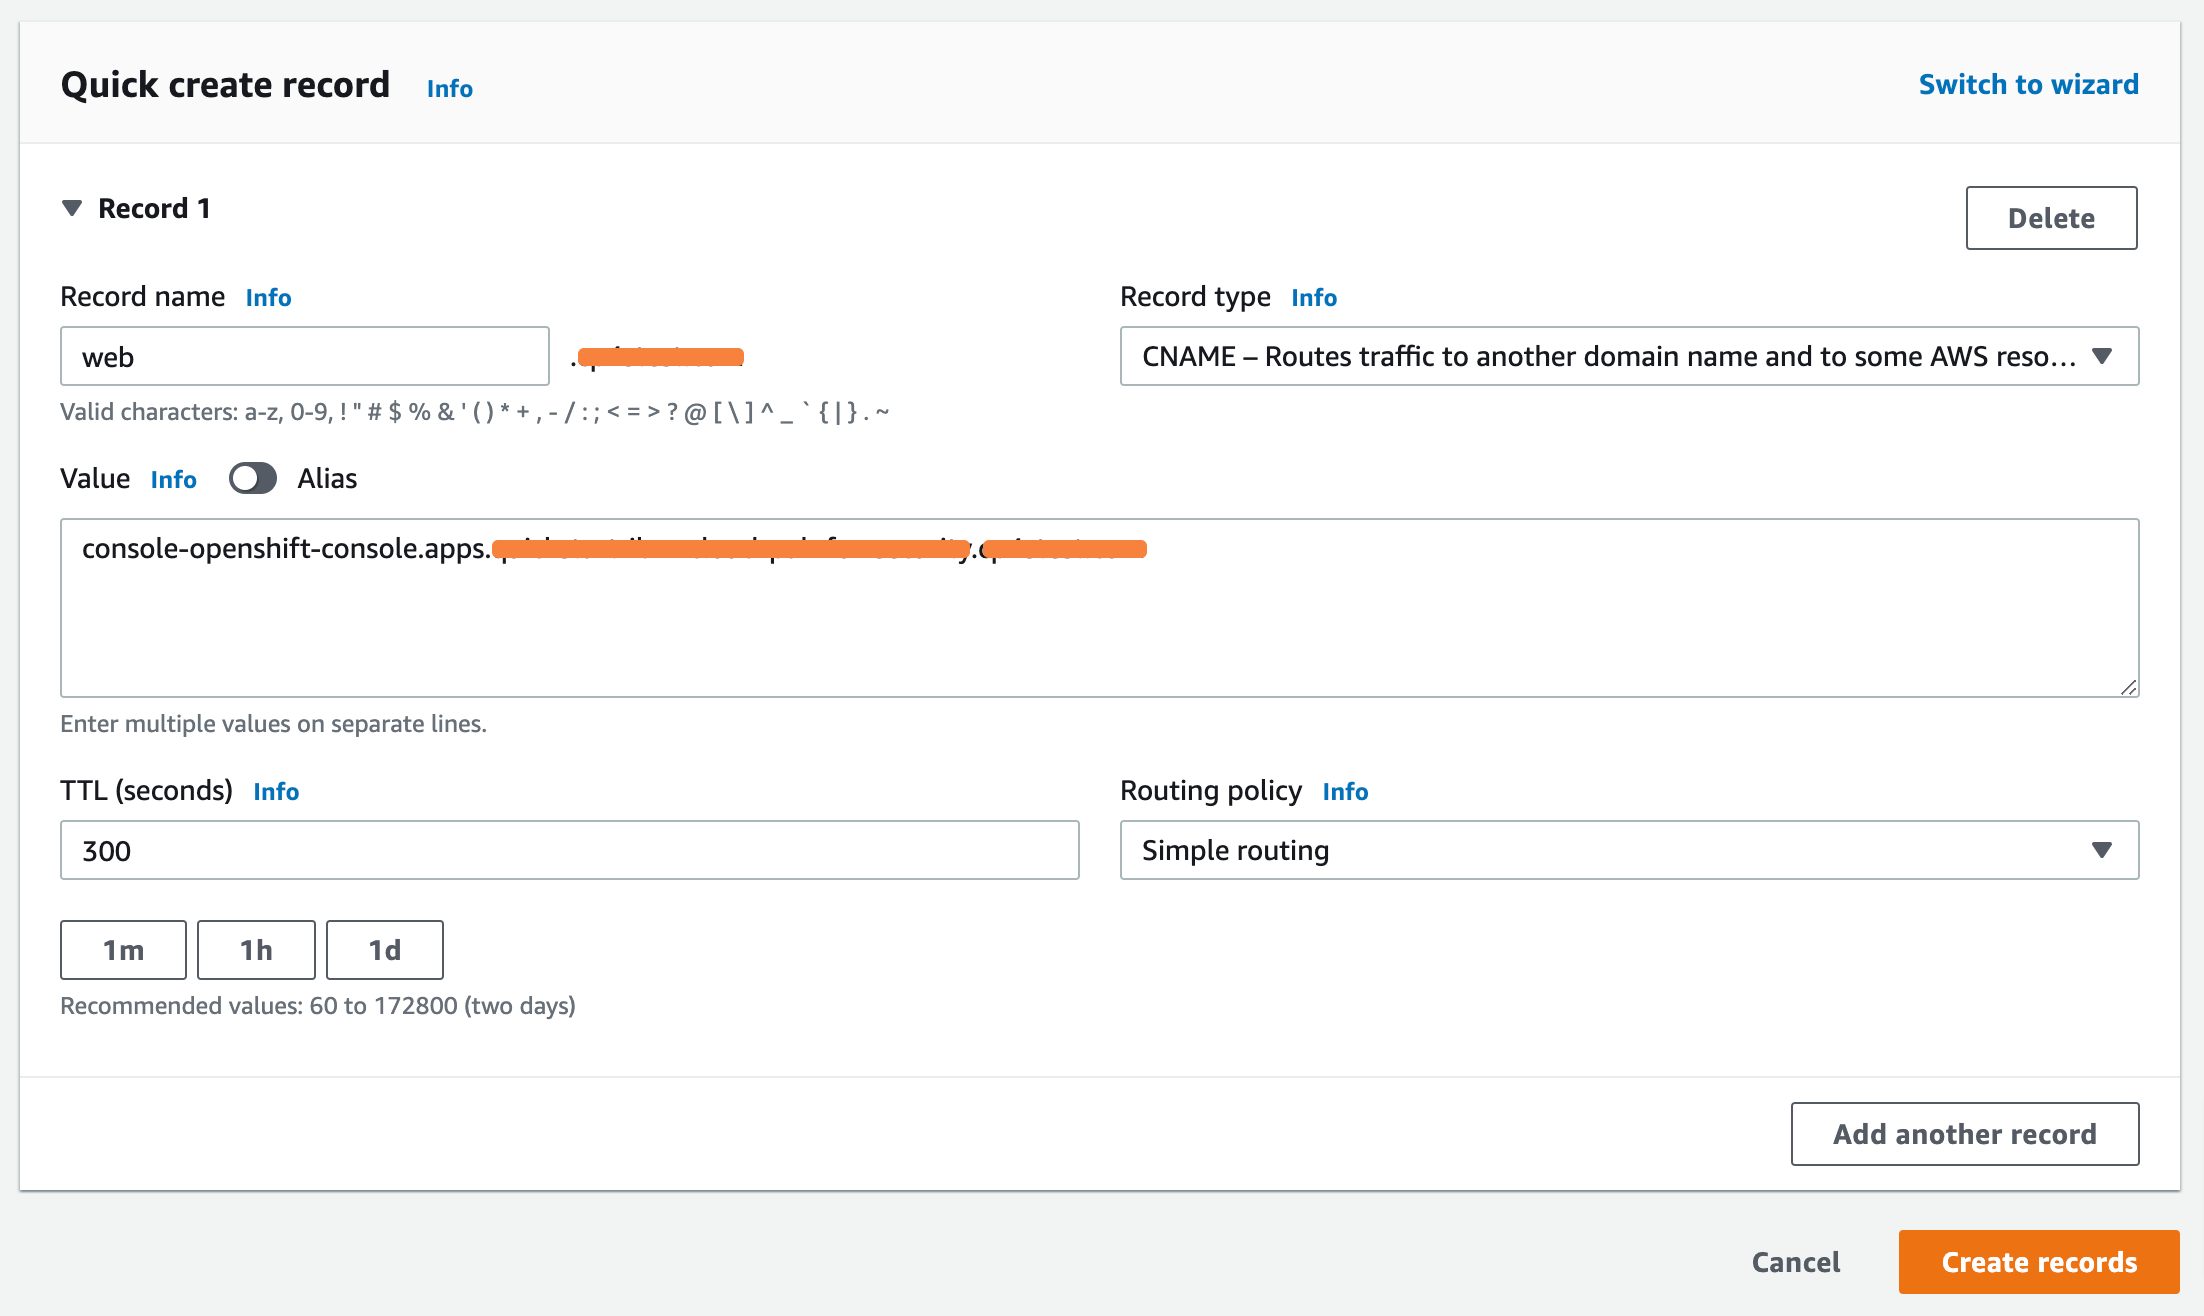 Quick create record Info Switch to wizard
Record 1 Delete
Record name Info Record type Info
web . CNAME – Routes traffic to another domain name and to some AWS reso...
Valid characters: a-z, 0-9, ! " # $ % & ' ( ) * + , - / : ; < = > ? @ [ \ ] ^ _ ` { | } . ~
Value Info Alias
console-openshift-console.apps.
Enter multiple values on separate lines.
TTL (seconds) Info Routing policy Info
300 Simple routing
1m 1h 1d
Recommended values: 60 to 172800 (two days)
Add another record
Cancel Create records